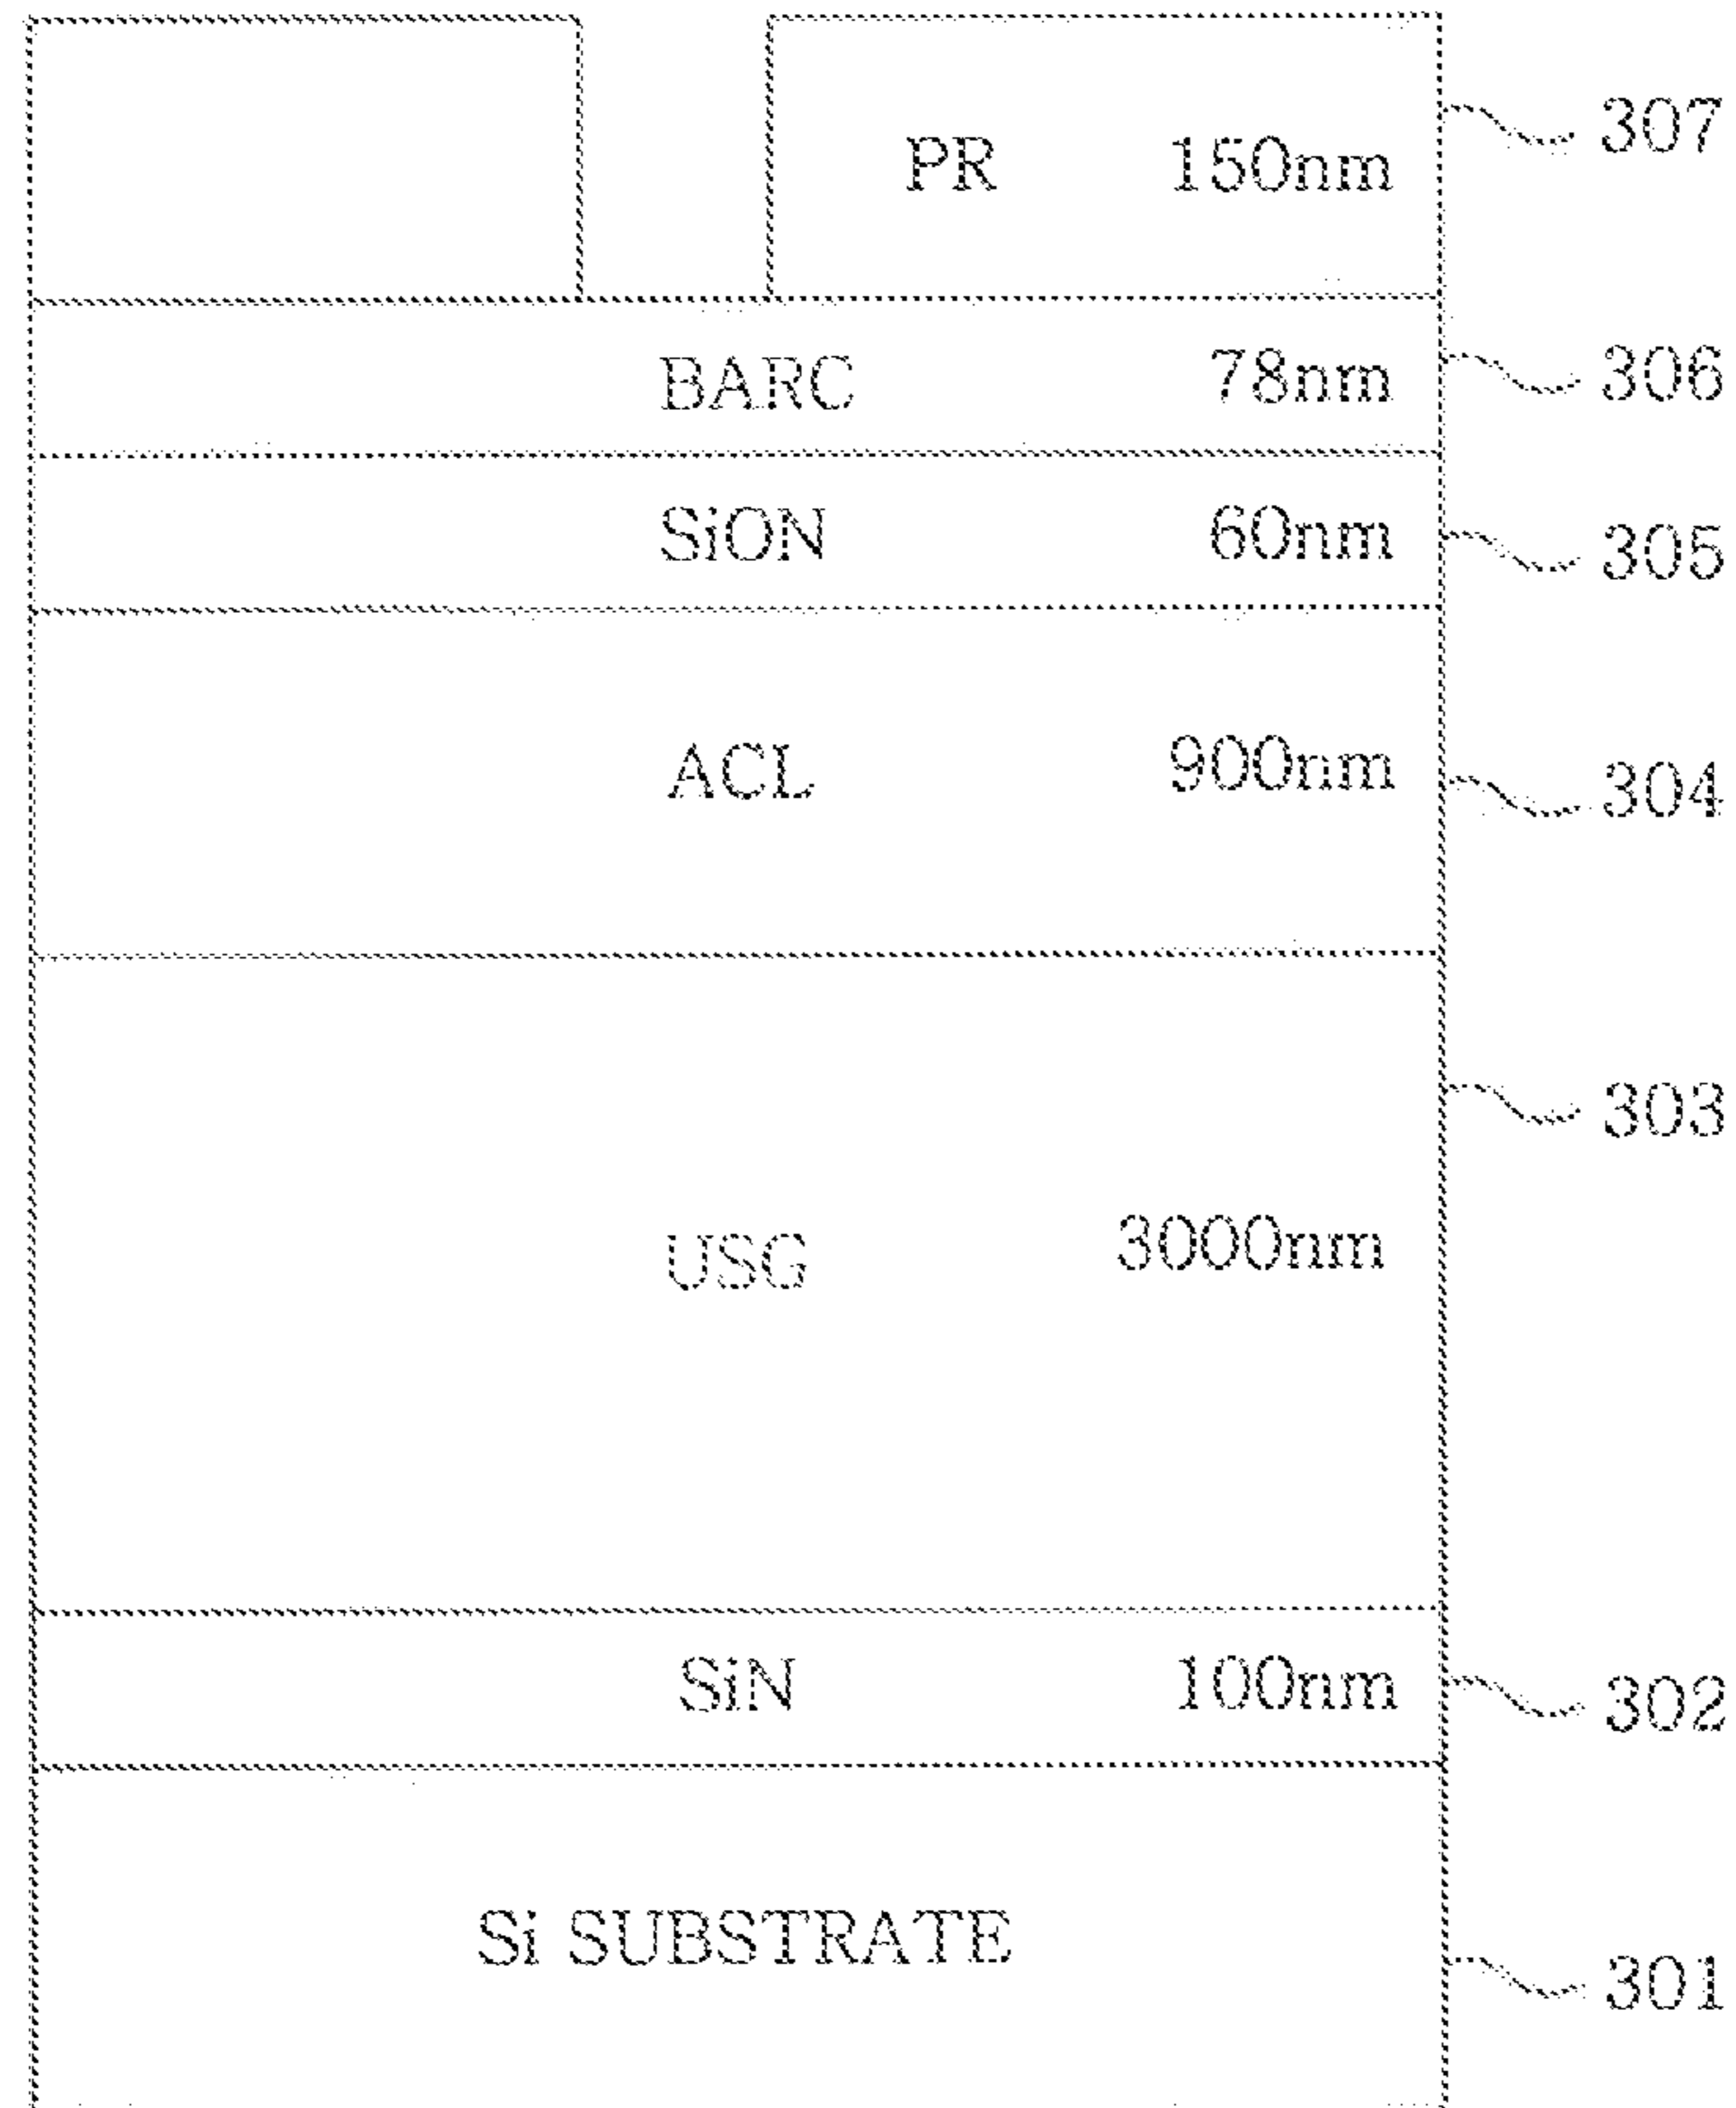 PR 150nm 307
BARC 78nm 306
SiON 60nm 305
ACL 900nm 304
303
USG 3000nm
SiN 100nm 302
Si SUBSTRATE 301